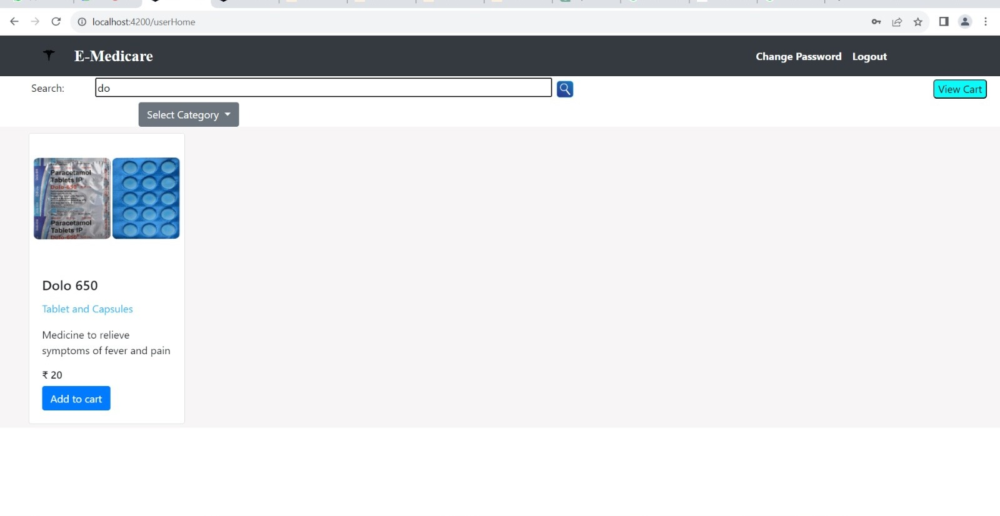 localhost:4200/userHome
E-Medicare
Change Password Logout
Search: do
View Cart
Select Category
Paracetamol
Tablets IP
Dolo-650
Paracetamol
Tablets IP
Dolo-650
Dolo 650
Tablet and Capsules
Medicine to relieve
symptoms of fever and pain
₹ 20
Add to cart